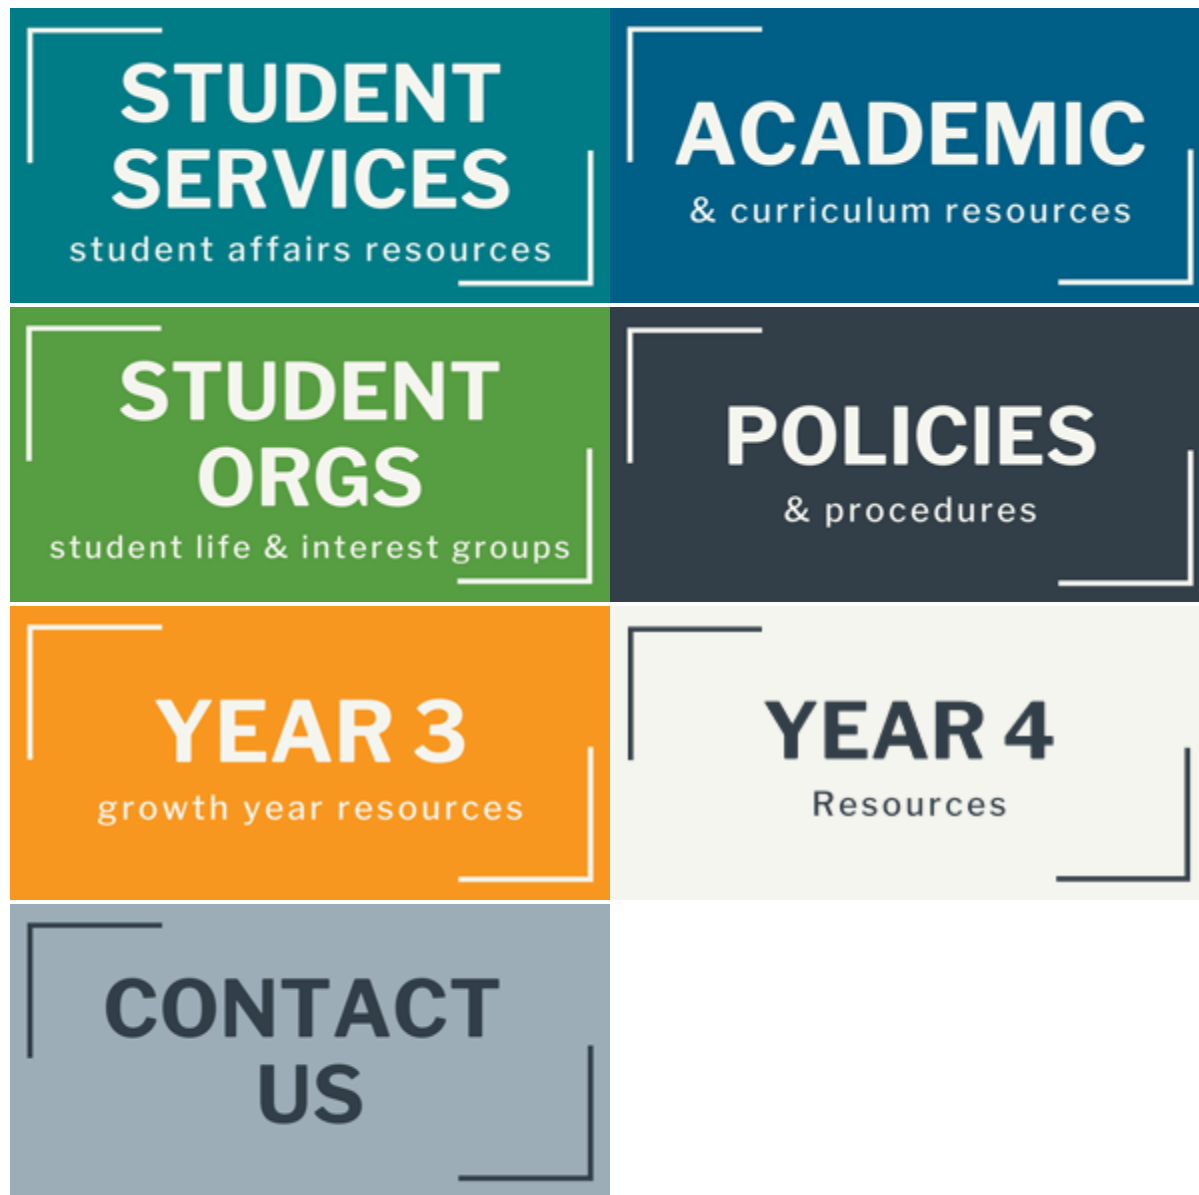 STUDENT
SERVICES
student affairs resources
ACADEMIC
& curriculum resources
STUDENT
ORGS
student life & interest groups
POLICIES
& procedures
YEAR 3
growth year resources
YEAR 4
Resources
CONTACT
US